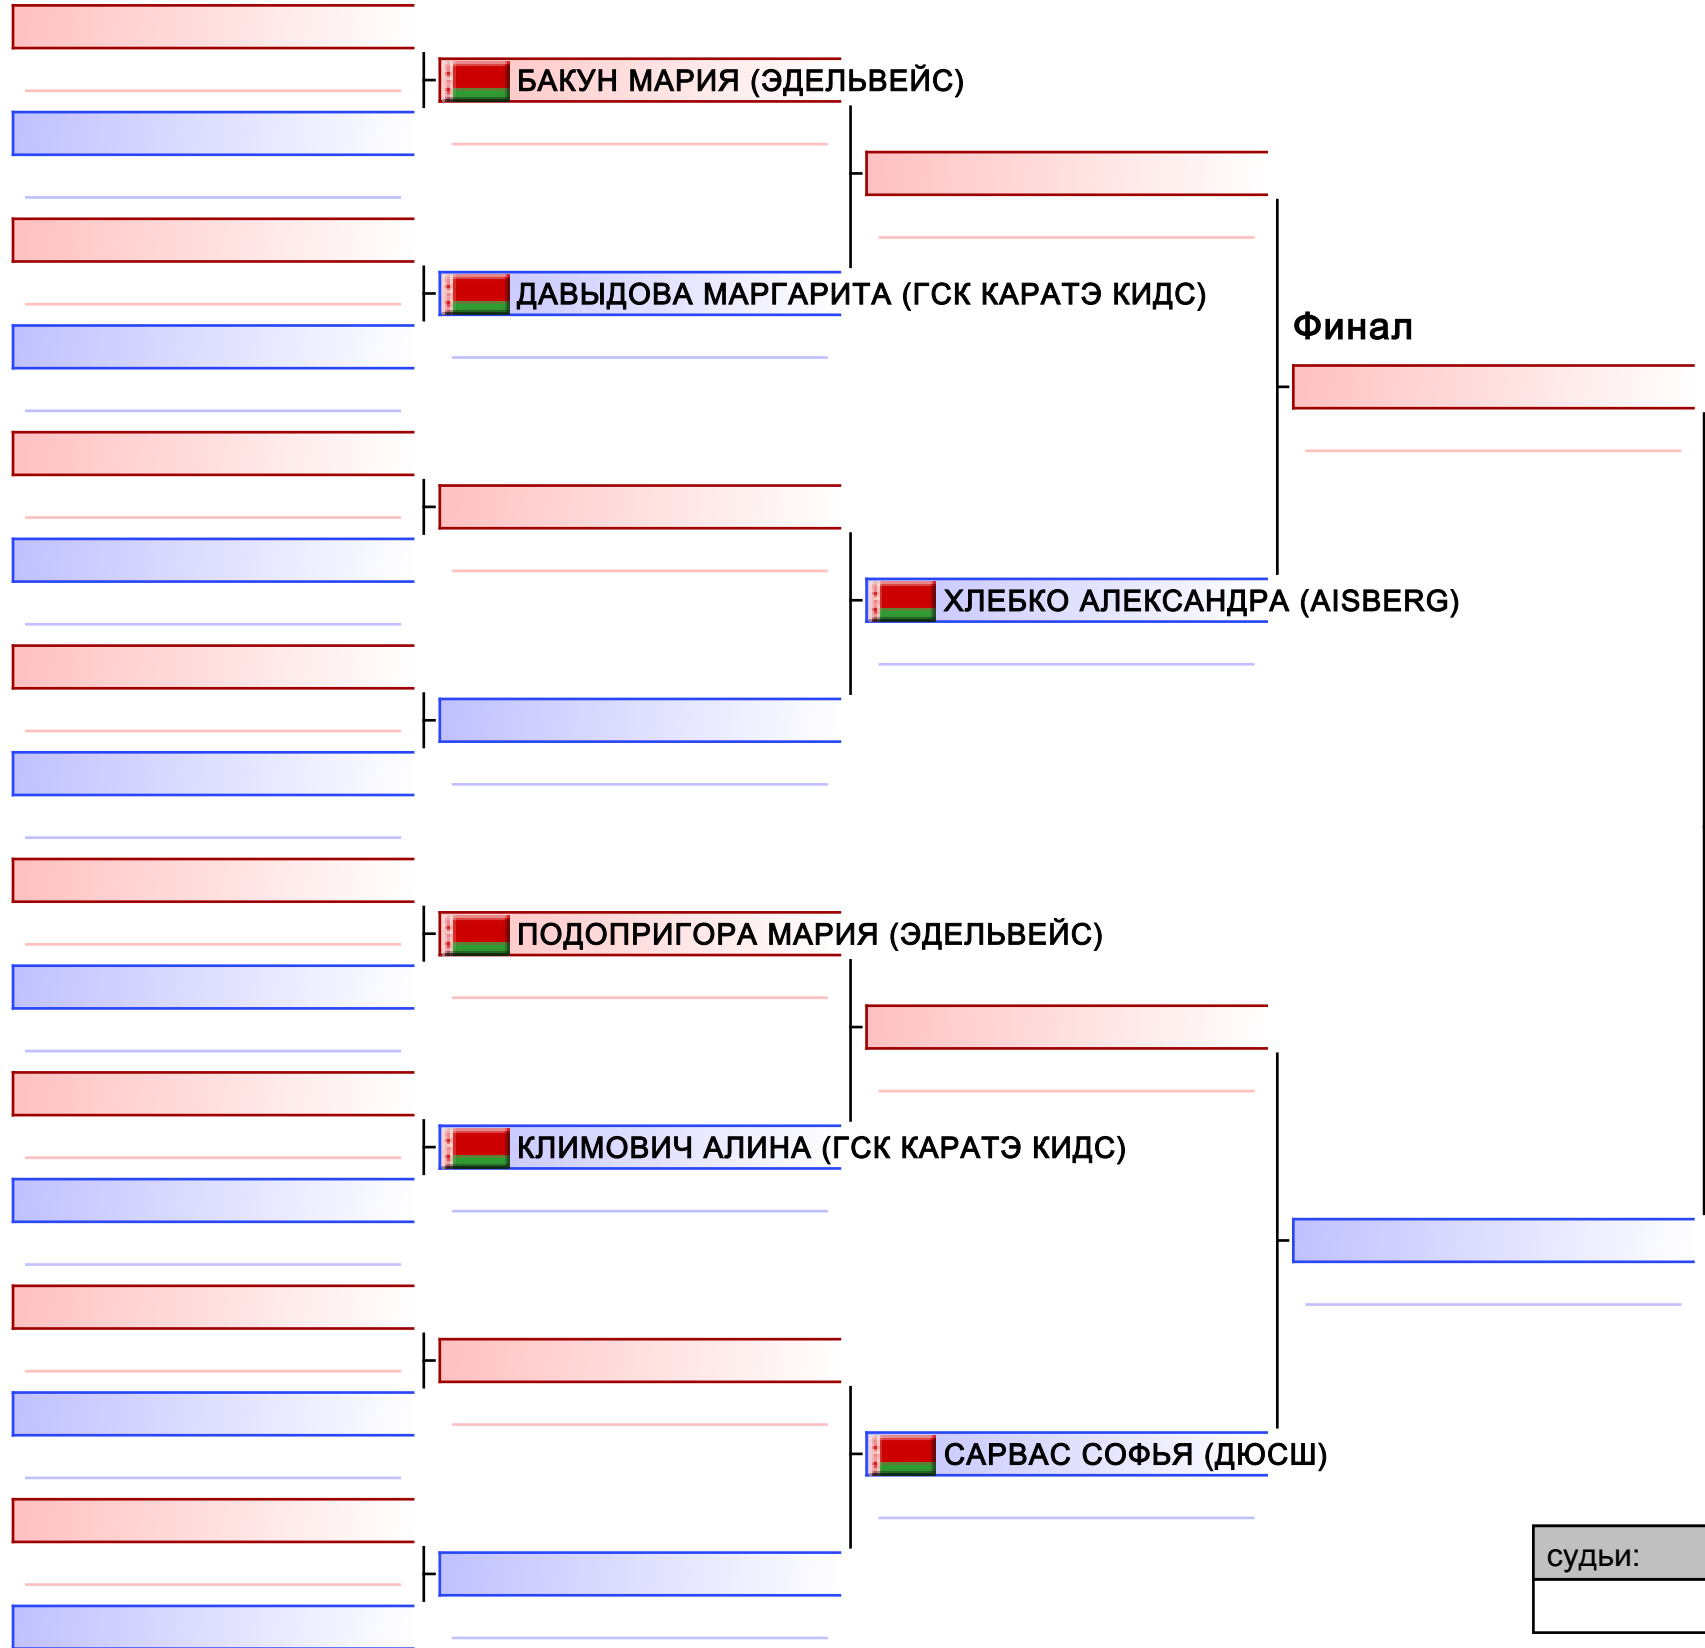 БАКУН МАРИЯ (ЭДЕЛЬВЕЙС)
ДАВЫДОВА МАРГАРИТА (ГСК КАРАТЭ КИДС)
Финал
ХЛЕБКО АЛЕКСАНДРА (AISBERG)
ПОДОПРИГОРА МАРИЯ (ЭДЕЛЬВЕЙС)
КЛИМОВИЧ АЛИНА (ГСК КАРАТЭ КИДС)
САРВАС СОФЬЯ (ДЮСШ)
судьи: